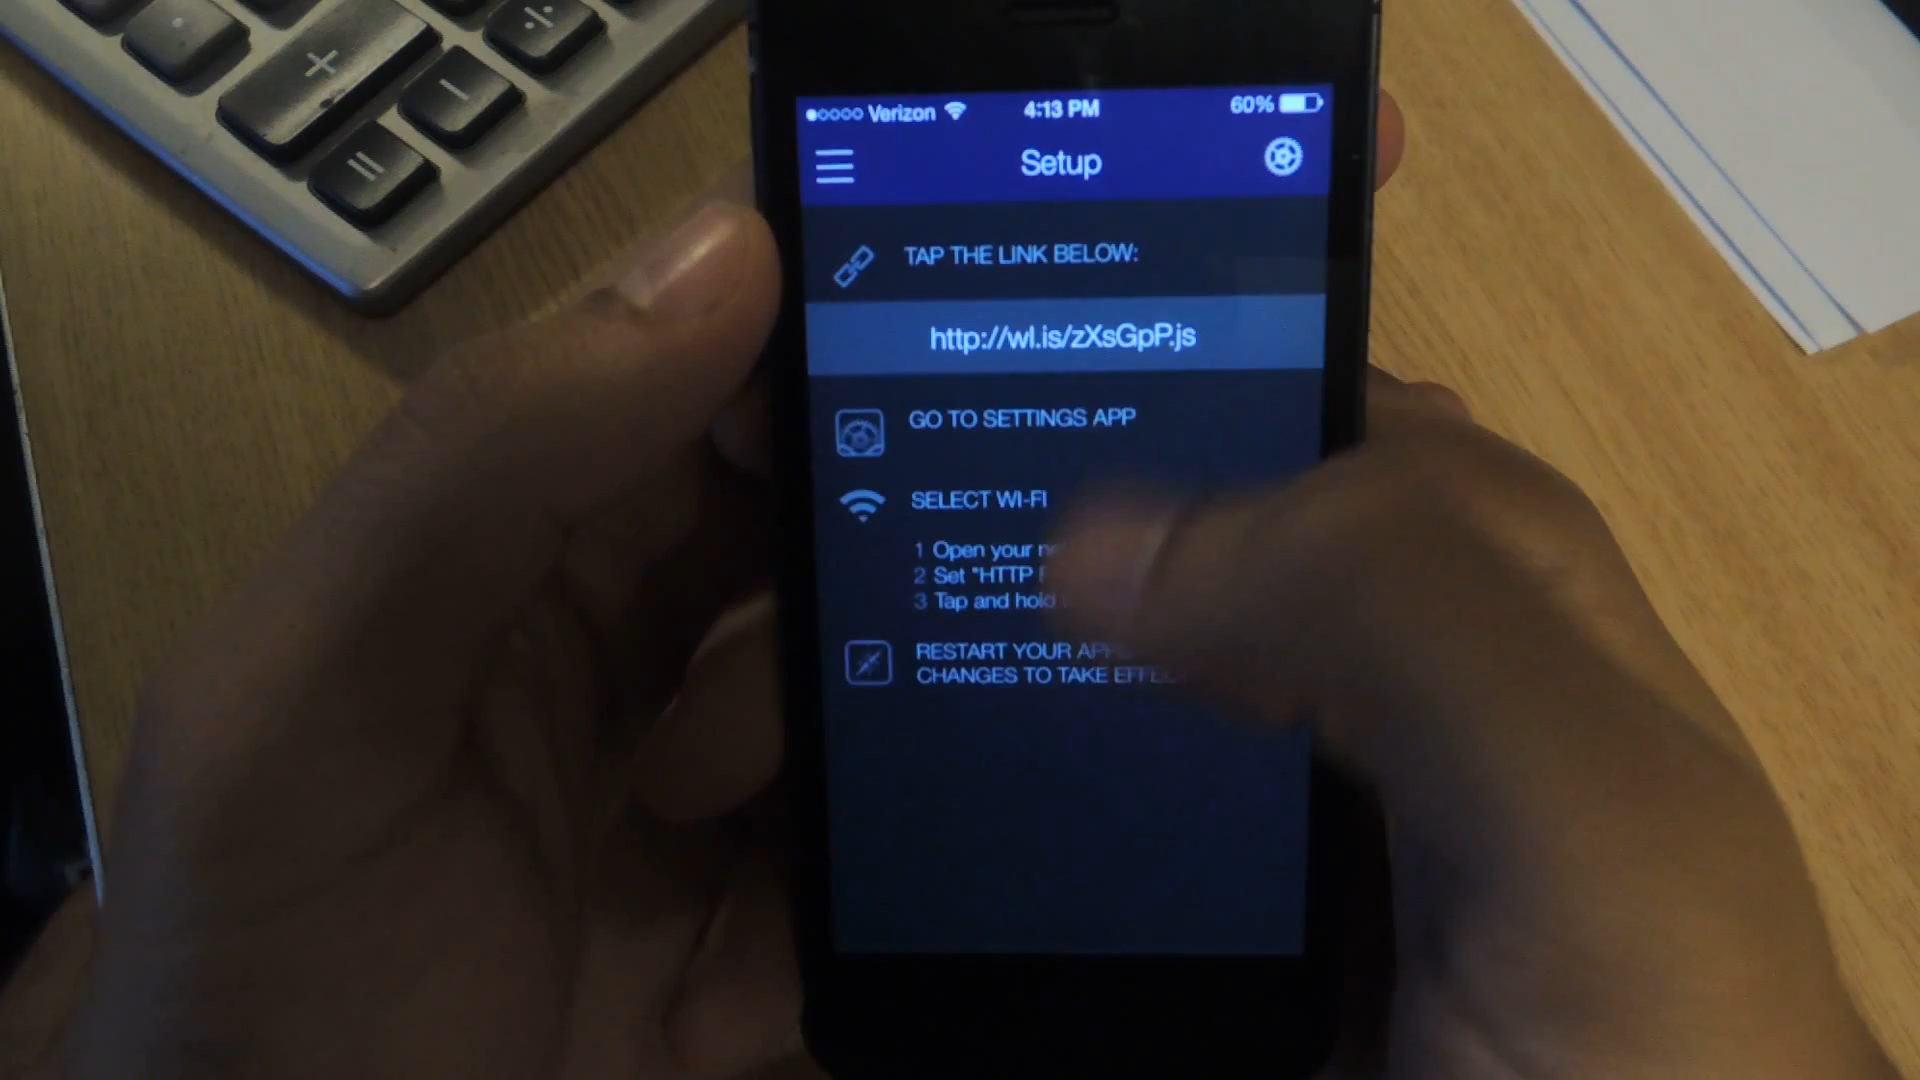 +
÷
−
=
Verizon 4:13 PM 60%
Setup
TAP THE LINK BELOW:
http://wl.is/zXsGpP.js
GO TO SETTINGS APP
SELECT WI-FI
1 Open your
2 Set "HTTP
3 Tap and hold
RESTART YOUR
CHANGES TO TAKE